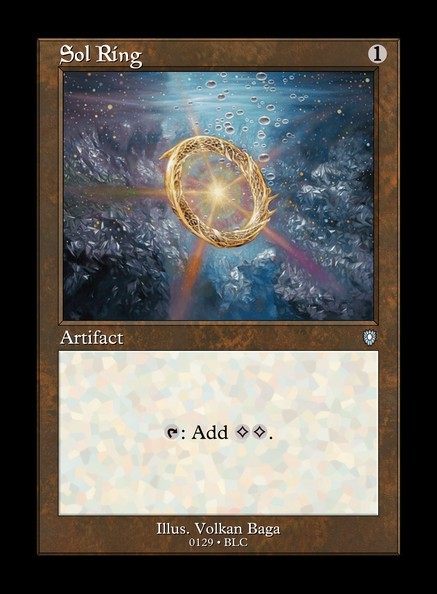 Sol Ring 1
Artifact
: Add .
Illus. Volkan Baga
0129 • BLC